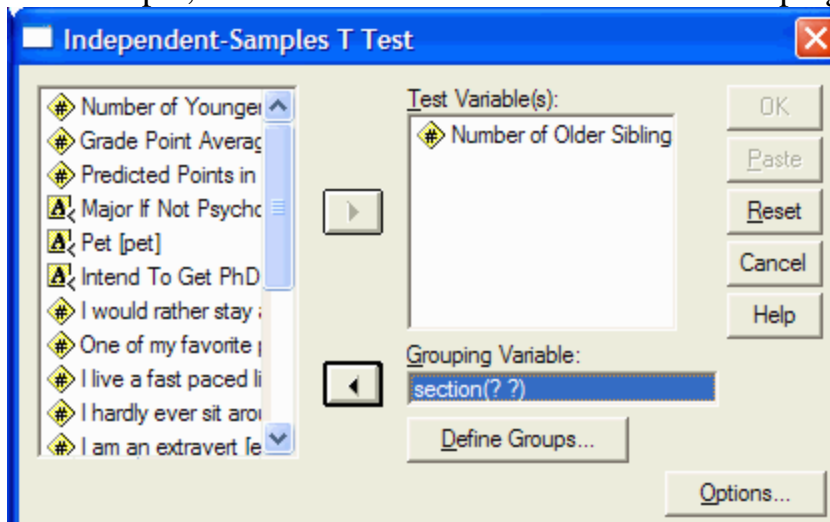 Independent-Samples T Test
Number of Younger
Grade Point Averag
Predicted Points in
Major If Not Psycho
Pet [pet]
Intend To Get PhD
I would rather stay a
One of my favorite p
I live a fast paced li
I hardly ever sit arou
I am an extravert [e
Test Variable(s):
Number of Older Sibling
Grouping Variable:
section(? ?)
Define Groups...
OK
Paste
Reset
Cancel
Help
Options...